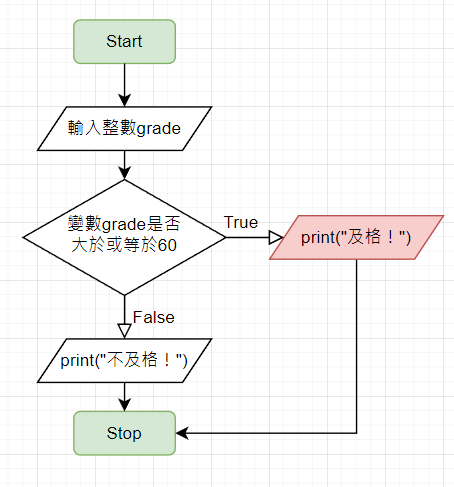 Start
輸入整數grade
變數grade是否
大於或等於60
True
print("及格！")
False
print("不及格！")
Stop